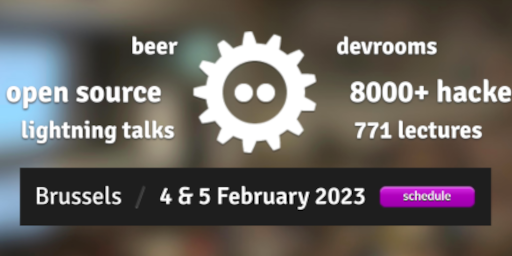 beer
devrooms
open source
8000+ hacke
lightning talks
771 lectures
Brussels / 4 & 5 February 2023 schedule